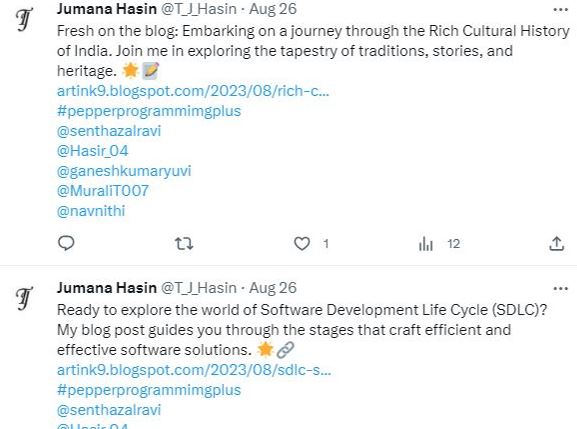 Jumana Hasin @T_J_Hasin · Aug 26
Fresh on the blog: Embarking on a journey through the Rich Cultural History
of India. Join me in exploring the tapestry of traditions, stories, and
heritage. 🌟📝
artink9.blogspot.com/2023/08/rich-c...
#pepperprogrammimgplus
@senthazalravi
@Hasir_04
@ganeshkumaryuvi
@MuraliT007
@navnithi
1 12
Jumana Hasin @T_J_Hasin · Aug 26
Ready to explore the world of Software Development Life Cycle (SDLC)?
My blog post guides you through the stages that craft efficient and
effective software solutions. 🌟🔗
artink9.blogspot.com/2023/08/sdlc-s...
#pepperprogrammimgplus
@senthazalravi
@Hasir_04